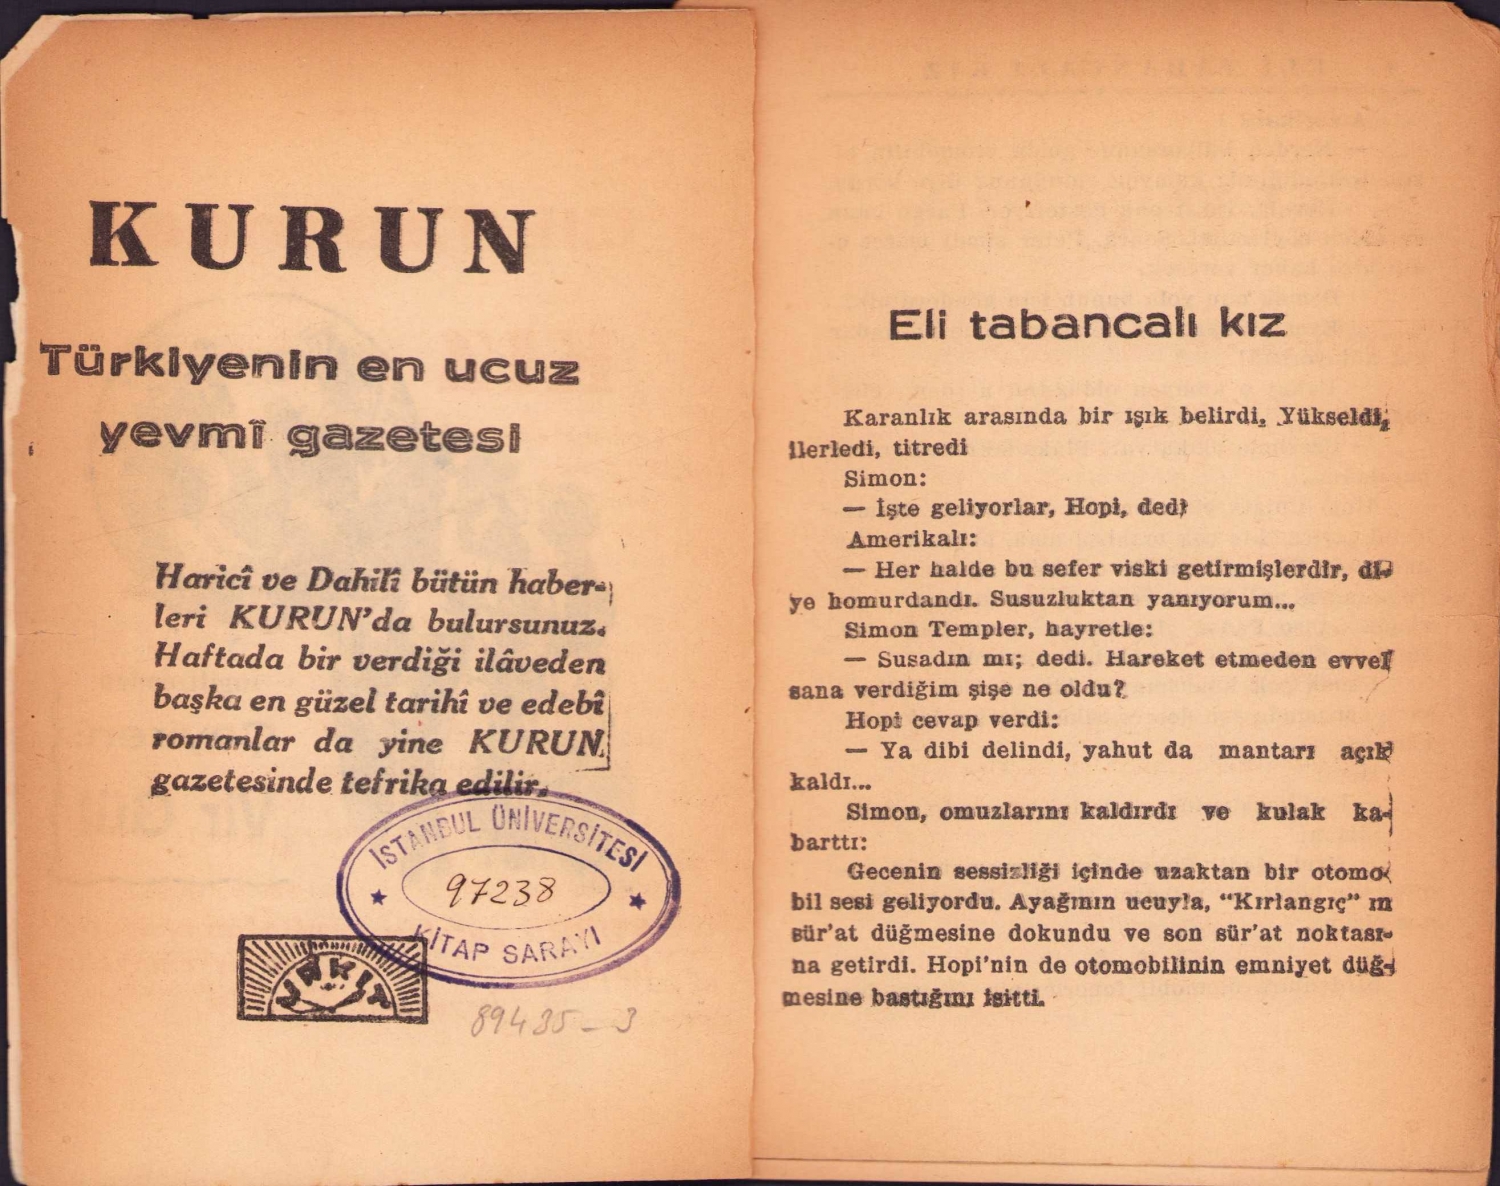 KURUN
Türkiyenin en ucuz
yevmî gazetesi
Haricî ve Dahilî bütün haber-
leri KURUN'da bulursunuz.
Haftada bir verdiği ilâveden
başka en güzel tarihî ve edebî
romanlar da yine KURUN
gazetesinde tefrika edilir.
İSTANBUL ÜNİVERSİTESİ
97238
KİTAP SARAYI
VAKIT
89435-3
Eli tabancalı kız
Karanlık arasında bir ışık belirdi, Yükseldi,
ilerledi, titredi
Simon:
— İşte geliyorlar, Hopi, dedi
Amerikalı:
— Her halde bu sefer viski getirmişlerdir, di-
ye homurdandı. Susuzluktan yanıyorum...
Simon Templer, hayretle:
— Susadın mı; dedi. Hareket etmeden evvel
sana verdiğim şişe ne oldu?
Hopi cevap verdi:
— Ya dibi delindi, yahut da mantarı açık
kaldı...
Simon, omuzlarını kaldırdı ve kulak ka-
barttı:
Gecenin sessizliği içinde uzaktan bir otomo
bil sesi geliyordu. Ayağının ucuyla, “Kırlangıç” ın
sür'at düğmesine dokundu ve son sür'at noktası-
na getirdi. Hopi'nin de otomobilinin emniyet düğ-
mesine bastığını işitti.